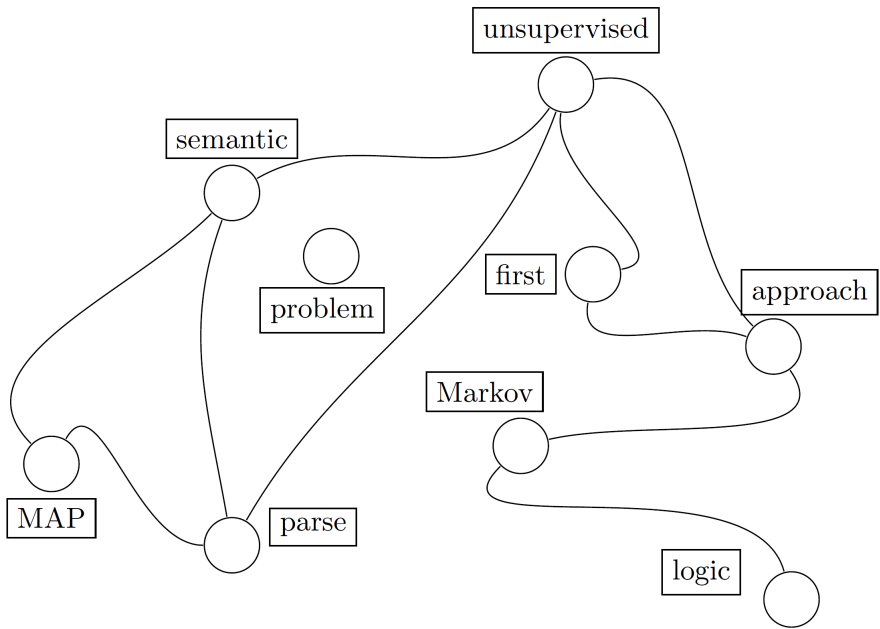 unsupervised
semantic
first
approach
problem
Markov
MAP
parse
logic